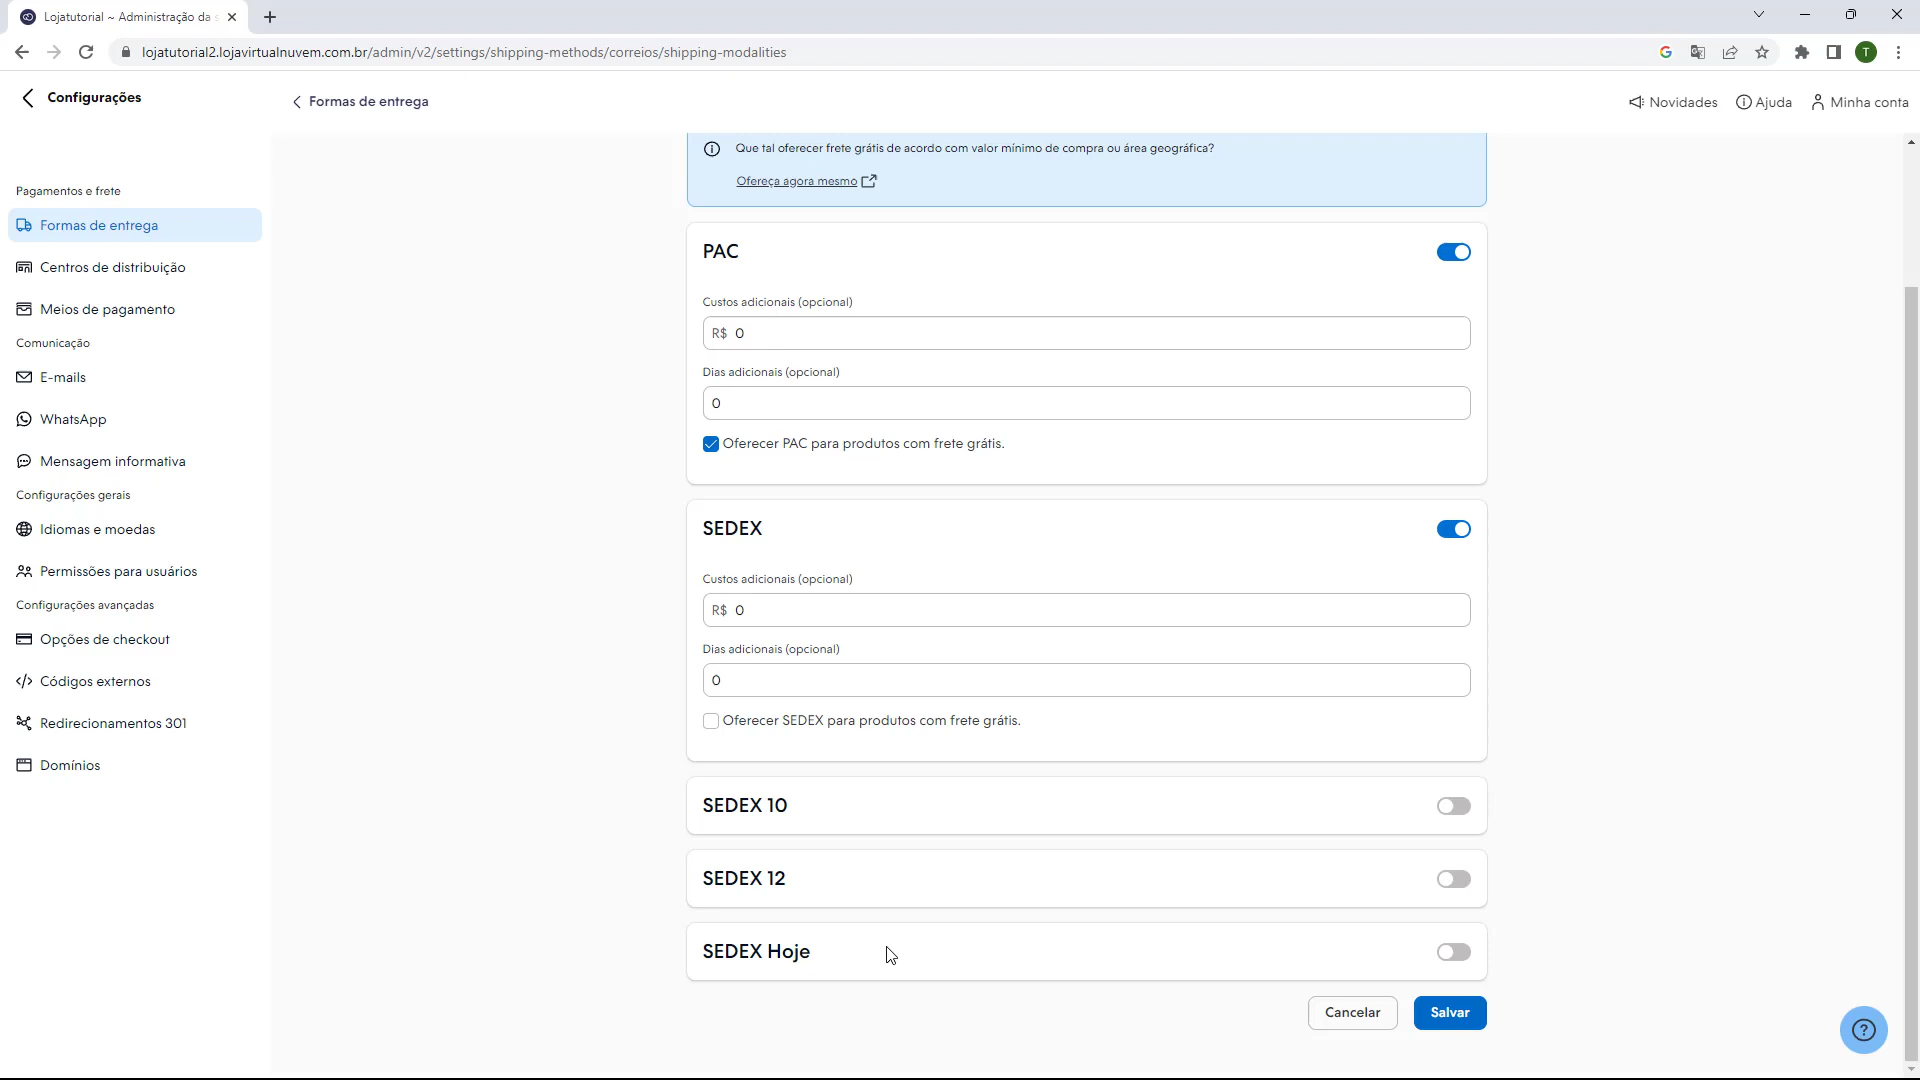 Lojatutorial ~ Administração da s
lojatutorial2.lojavirtualnuvem.com.br/admin/v2/settings/shipping-methods/correios/shipping-modalities
T
Configurações
Formas de entrega
Novidades
Ajuda
Minha conta
Pagamentos e frete
Formas de entrega
Centros de distribuição
Meios de pagamento
Comunicação
E-mails
WhatsApp
Mensagem informativa
Configurações gerais
Idiomas e moedas
Permissões para usuários
Configurações avançadas
Opções de checkout
Códigos externos
Redirecionamentos 301
Domínios
Que tal oferecer frete grátis de acordo com valor mínimo de compra ou área geográfica?
Ofereça agora mesmo
PAC
Custos adicionais (opcional)
R$ 0
Dias adicionais (opcional)
0
Oferecer PAC para produtos com frete grátis.
SEDEX
Custos adicionais (opcional)
R$ 0
Dias adicionais (opcional)
0
Oferecer SEDEX para produtos com frete grátis.
SEDEX 10
SEDEX 12
SEDEX Hoje
Cancelar
Salvar